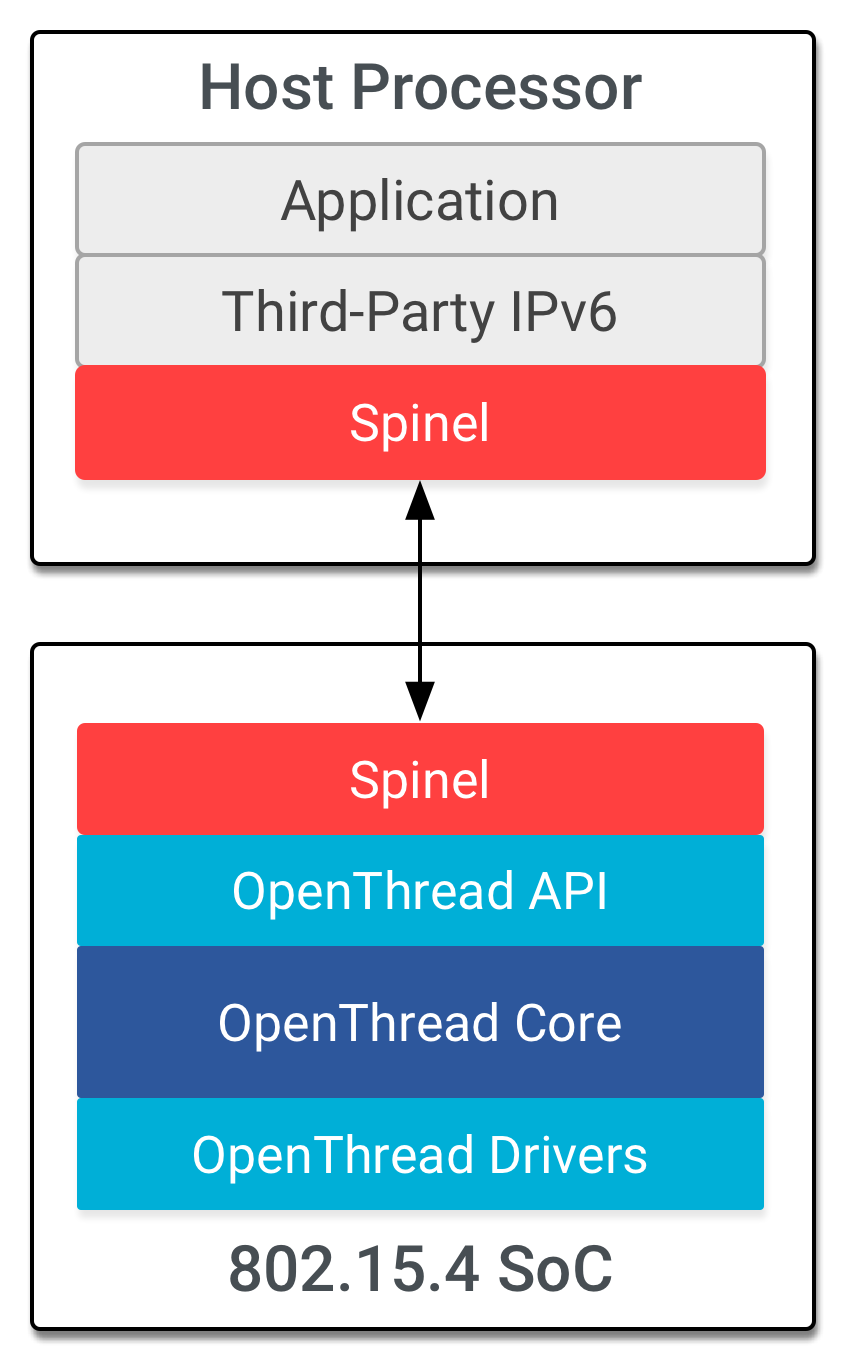 Host Processor
Application
Third-Party IPv6
Spinel
Spinel
OpenThread API
OpenThread Core
OpenThread Drivers
802.15.4 SoC